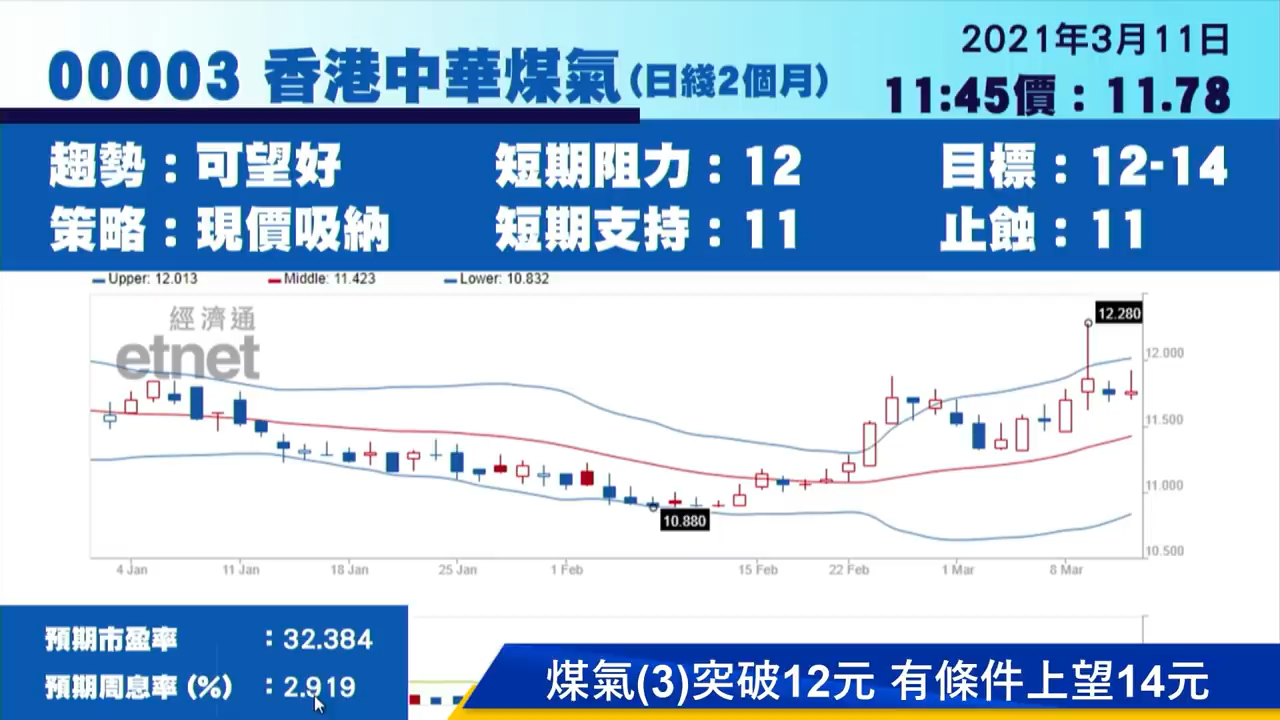 00003 香港中華煤氣(日綫2個月)
2021年3月11日
11:45價：11.78
趨勢：可望好 短期阻力：12 目標：12-14
策略：現價吸納 短期支持：11 止蝕：11
Upper: 12.013 Middle: 11.423 Lower: 10.832
經濟通
etnet
12.280
12.000
11.500
11.000
10.880
10.500
4 Jan 11 Jan 18 Jan 25 Jan 1 Feb 15 Feb 22 Feb 1 Mar 8 Mar
預期市盈率 ：32.384
預期周息率 (%) ：2.919
煤氣(3)突破12元 有條件上望14元